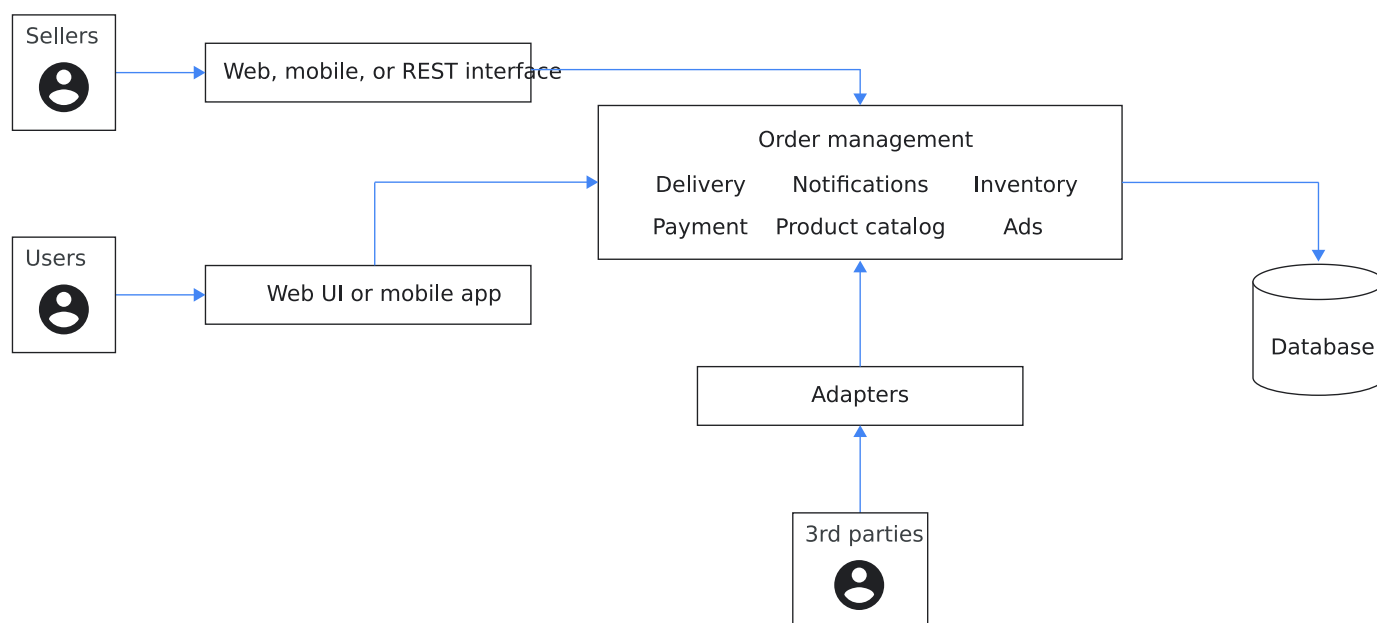 Sellers
Web, mobile, or REST interface
Order management
Delivery Notifications Inventory
Payment Product catalog Ads
Users
Web UI or mobile app
Database
Adapters
3rd parties